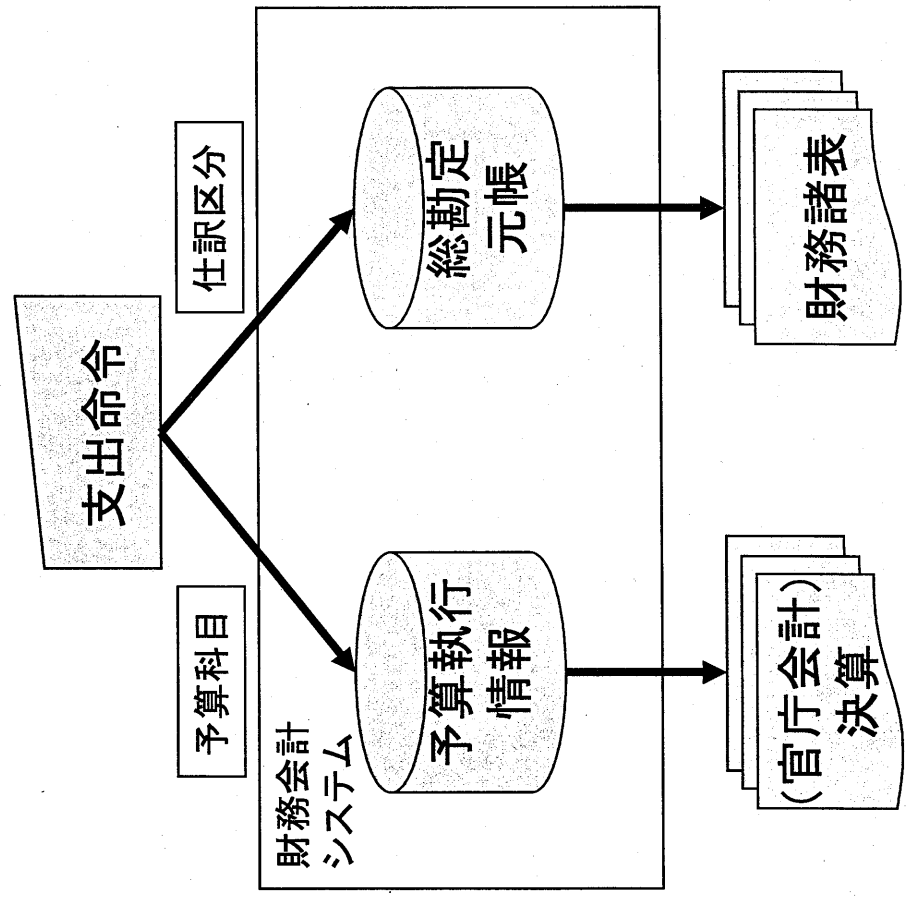 支出命令
予算科目
仕訳区分
財務会計
システム
予算執行
情報
総勘定
元帳
(官庁会計)
決算
財務諸表